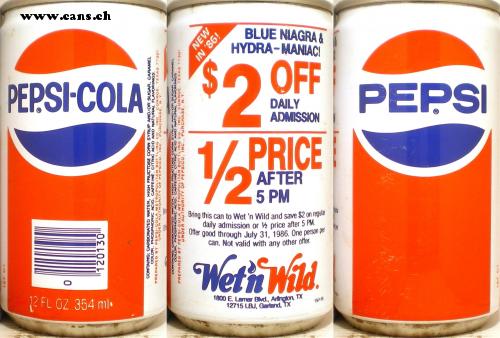 www.cans.ch
PEPSI-COLA
0
120130
12 FL OZ 354 ml
NEW
IN '86!
BLUE NIAGRA &
HYDRA-MANIAC!
$2 OFF
DAILY
ADMISSION
1/2 PRICE
AFTER
5 PM
Bring this can to Wet 'n Wild and save $2 on regular
daily admission or ½ price after 5 PM.
Offer good through July 31, 1986. One person per
can. Not valid with any other offer.
Wet'n Wild.
1800 E. Lamar Blvd., Arlington, TX
12715 LBJ, Garland, TX
PEPSI